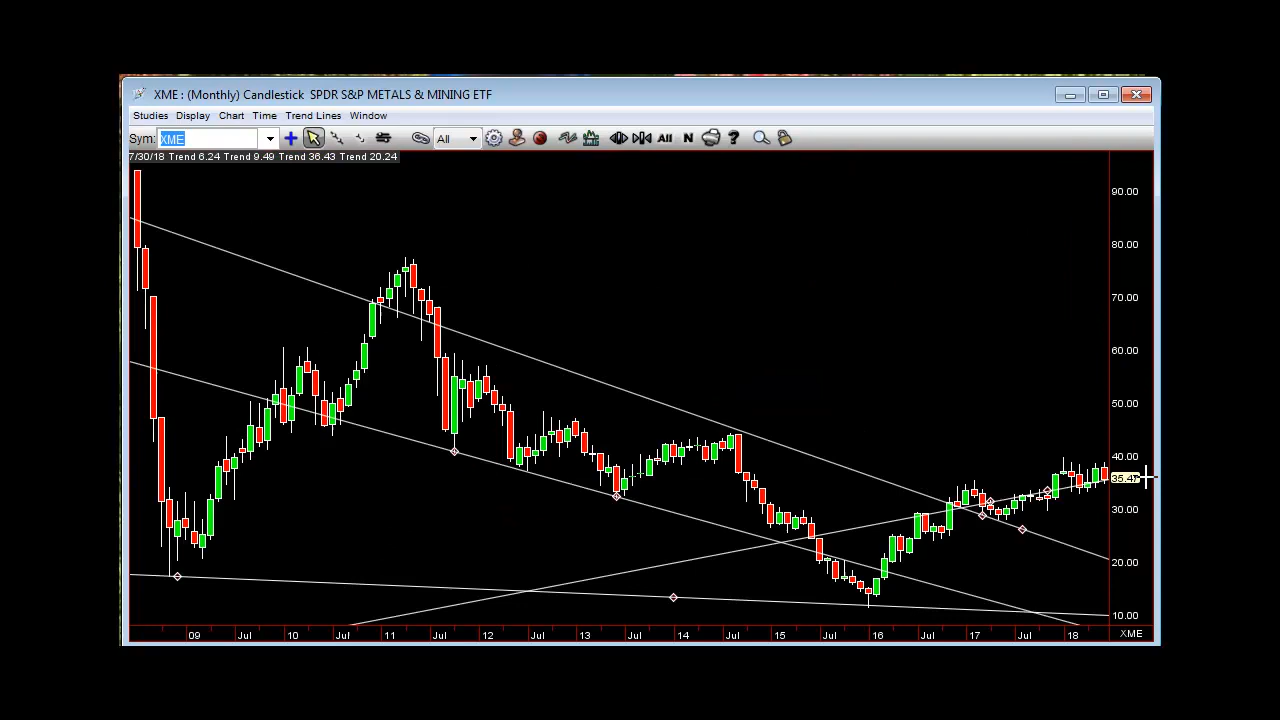 XME : (Monthly) Candlestick SPDR S&P METALS & MINING ETF
Studies Display Chart Time Trend Lines Window
Sym: XME All All N ?
7/30/18 Trend 6.24 Trend 9.49 Trend 36.43 Trend 20.24
90.00
80.00
70.00
60.00
50.00
40.00
30.00
20.00
10.00
09 Jul 10 Jul 11 Jul 12 Jul 13 Jul 14 Jul 15 Jul 16 Jul 17 Jul 18 XME